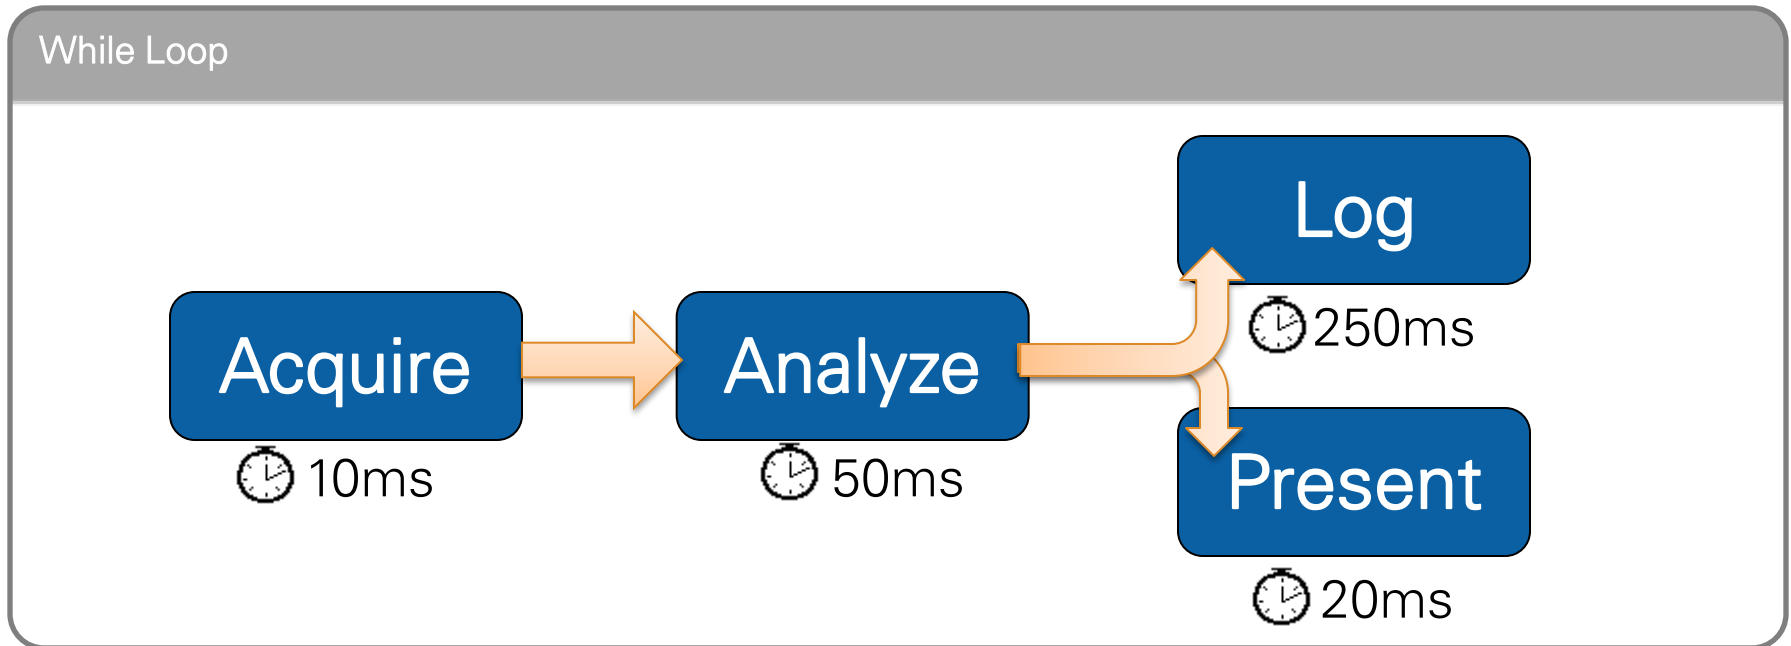 While Loop
Log
250ms
Acquire
10ms
Analyze
50ms
Present
20ms